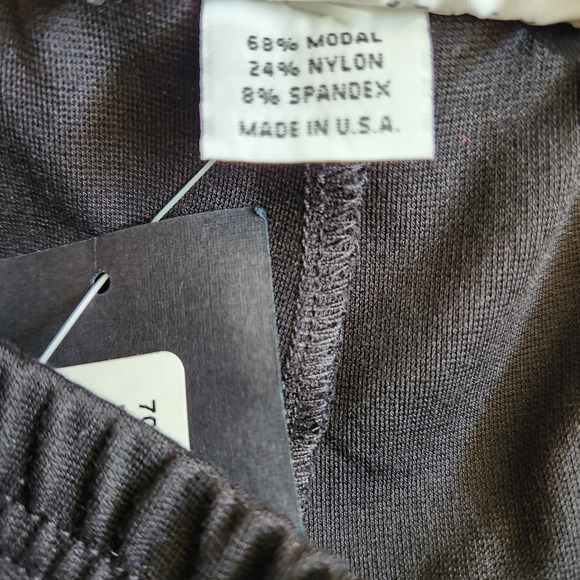 68% MODAL
24% NYLON
8% SPANDEX
MADE IN U.S.A.